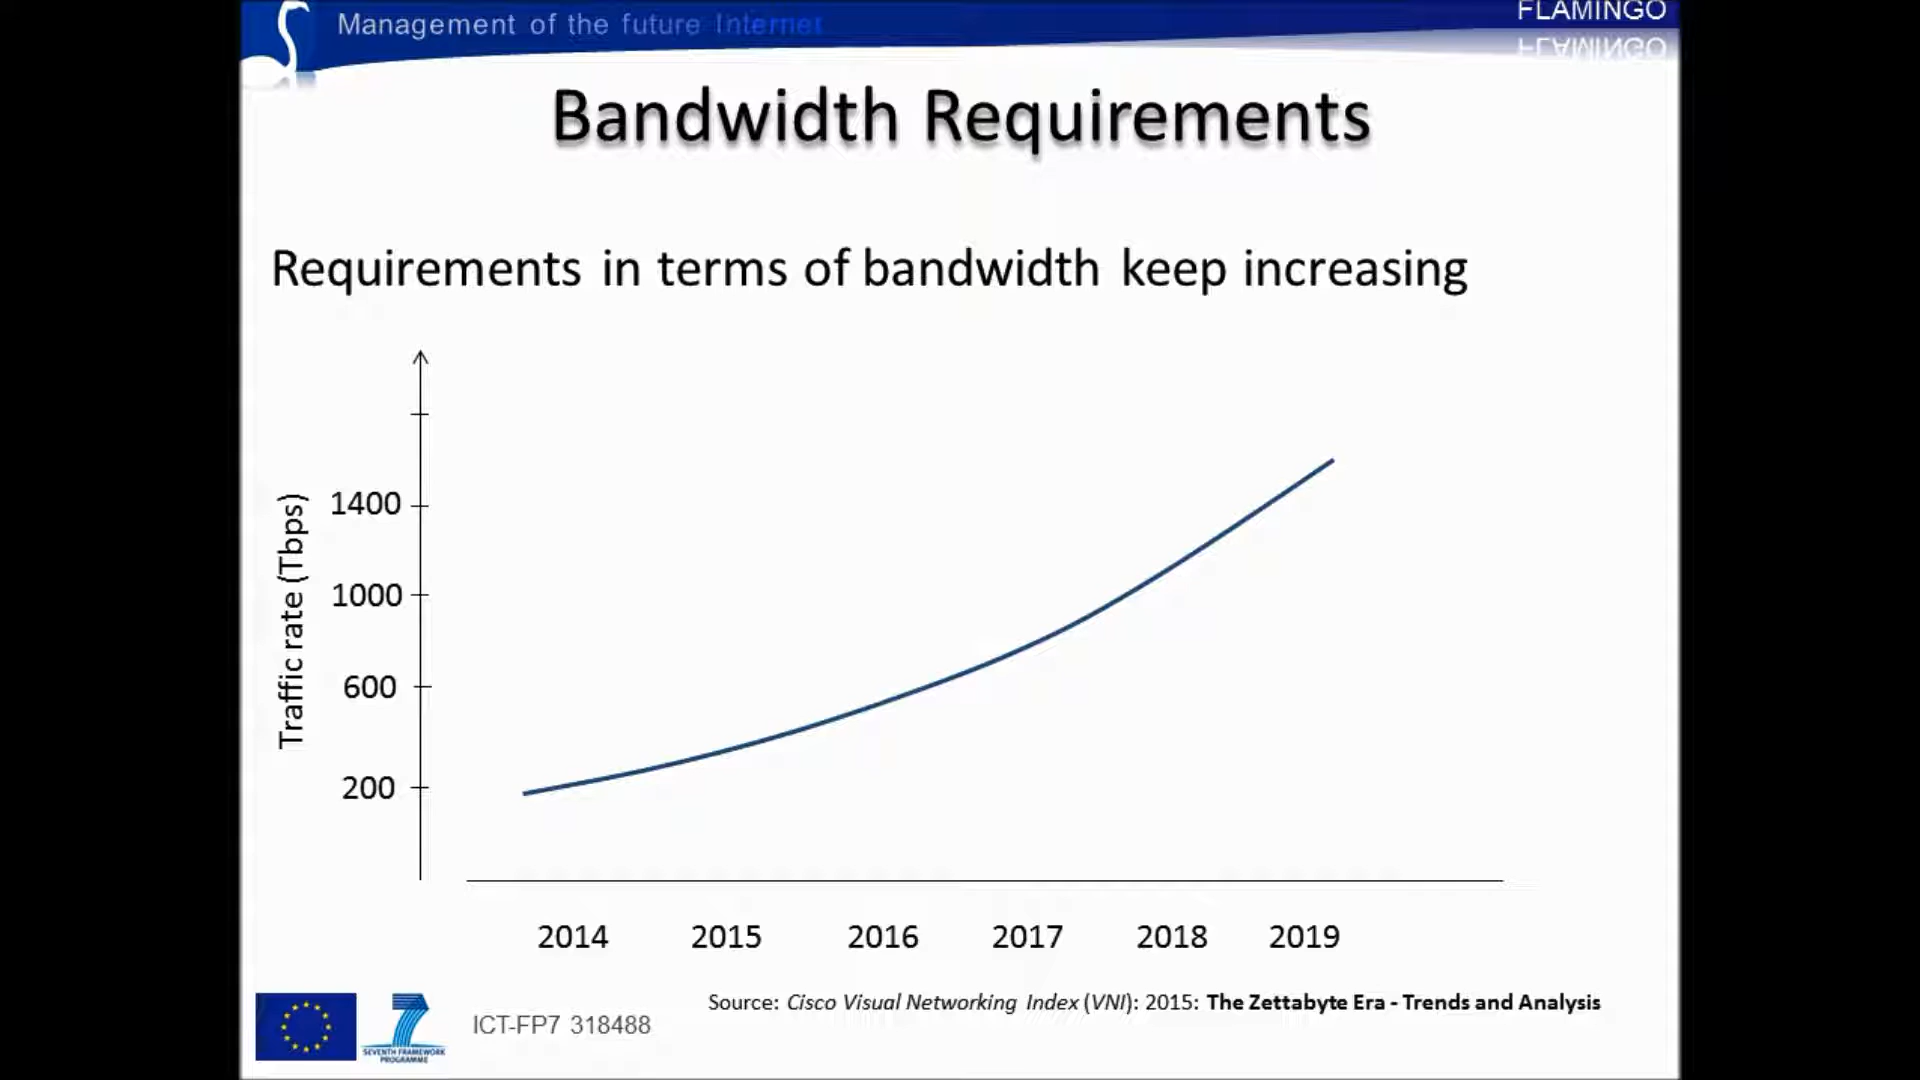 Management of the future Internet
FLAMINGO
Bandwidth Requirements
Requirements in terms of bandwidth keep increasing
Traffic rate (Tbps)
1400
1000
600
200
2014 2015 2016 2017 2018 2019
Source: Cisco Visual Networking Index (VNI): 2015: The Zettabyte Era - Trends and Analysis
ICT-FP7 318488
SEVENTH FRAMEWORK
PROGRAMME